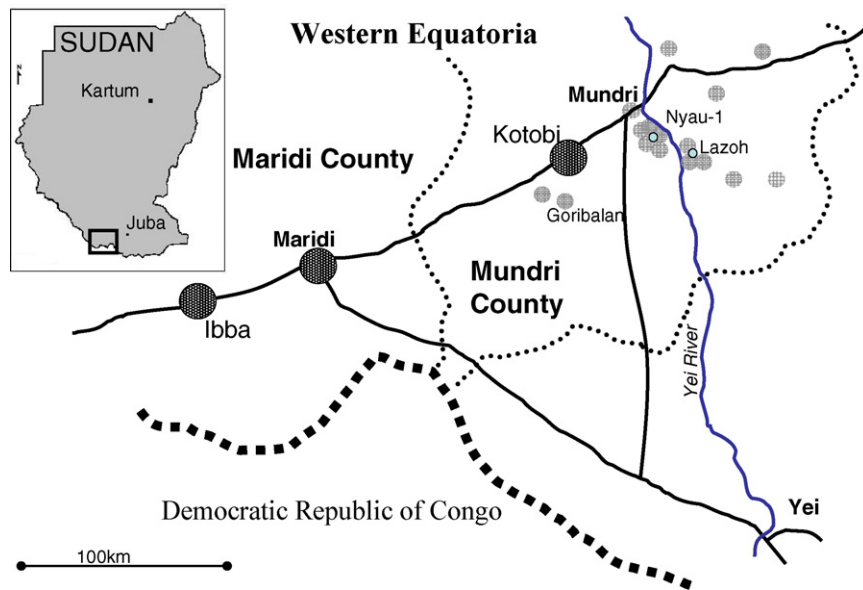 SUDAN
N
Kartum
Juba
Western Equatoria
Mundri
Nyau-1
Kotobi
Lazoh
Maridi County
Goribalan
Maridi
Mundri
County
Ibba
Yei River
Democratic Republic of Congo
Yei
100km